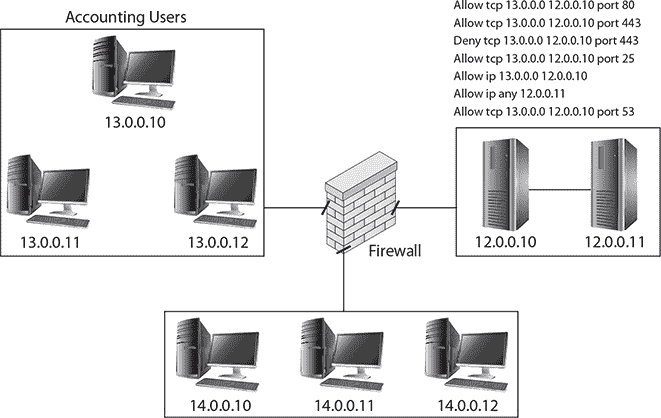 Accounting Users
13.0.0.10
13.0.0.11
13.0.0.12
Allow tcp 13.0.0.0 12.0.0.10 port 80
Allow tcp 13.0.0.0 12.0.0.10 port 443
Deny tcp 13.0.0.0 12.0.0.10 port 443
Allow tcp 13.0.0.0 12.0.0.10 port 25
Allow ip 13.0.0.0 12.0.0.10
Allow ip any 12.0.0.11
Allow tcp 13.0.0.0 12.0.0.10 port 53
Firewall
12.0.0.10
12.0.0.11
14.0.0.10
14.0.0.11
14.0.0.12